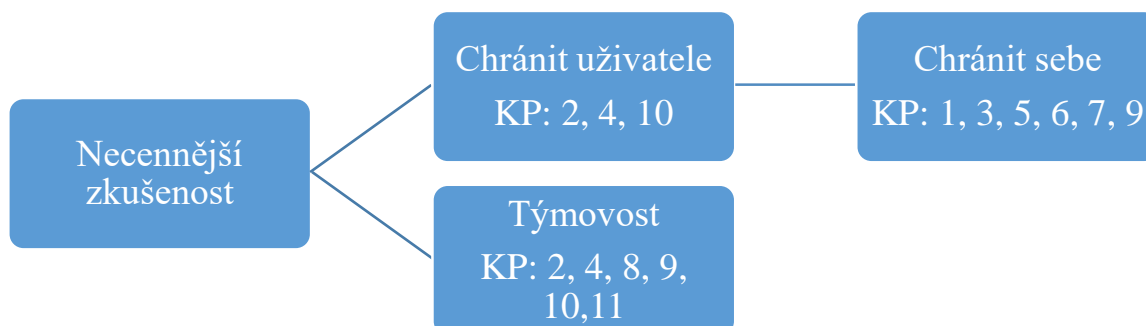 Necennější
zkušenost
Chránit uživatele
KP: 2, 4, 10
Chránit sebe
KP: 1, 3, 5, 6, 7, 9
Týmovost
KP: 2, 4, 8, 9,
10,11